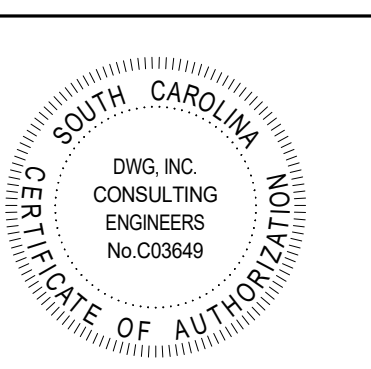 SOUTH CAROLINA
DWG, INC.
CONSULTING
ENGINEERS
No.C03649
CERTIFICATE OF AUTHORIZATION